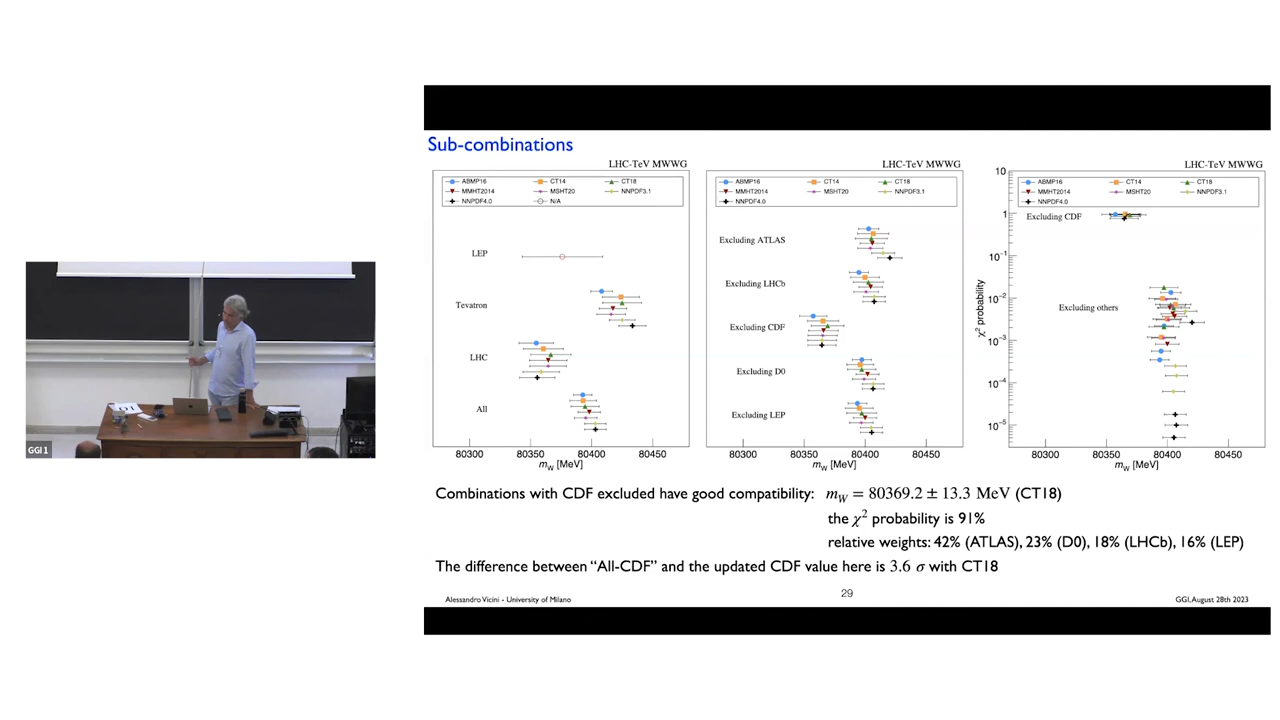 Sub-combinations
LHC-TeV MWWG
ABMP16 CT14 CT18
MMHT2014 MSHT20 NNPDF3.1
NNPDF4.0 N/A
LEP
Tevatron
LHC
All
80300 80350 80400 80450
mW [MeV]
LHC-TeV MWWG
ABMP16 CT14 CT18
MMHT2014 MSHT20 NNPDF3.1
NNPDF4.0
Excluding ATLAS
Excluding LHCb
Excluding CDF
Excluding D0
Excluding LEP
80300 80350 80400 80450
mW [MeV]
LHC-TeV MWWG
ABMP16 CT14 CT18
MMHT2014 MSHT20 NNPDF3.1
NNPDF4.0
Excluding CDF
Excluding others
χ² probability
10
1
10⁻¹
10⁻²
10⁻³
10⁻⁴
10⁻⁵
80300 80350 80400 80450
mW [MeV]
Combinations with CDF excluded have good compatibility: mW = 80369.2 ± 13.3 MeV (CT18)
the χ² probability is 91%
relative weights: 42% (ATLAS), 23% (D0), 18% (LHCb), 16% (LEP)
The difference between “All-CDF” and the updated CDF value here is 3.6 σ with CT18
Alessandro Vicini - University of Milano
29
GGI, August 28th 2023
GGI 1